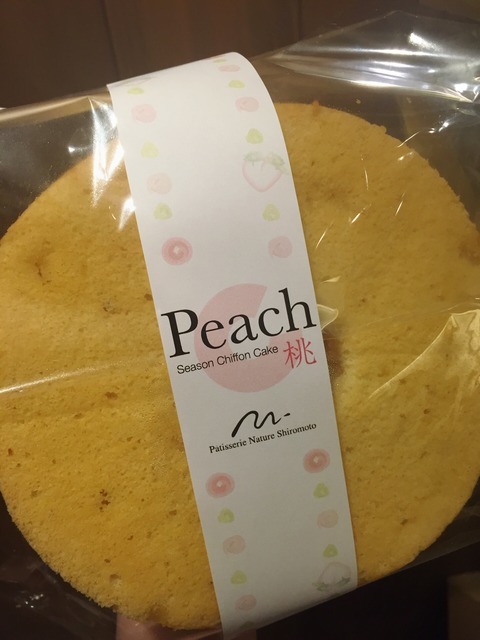 Peach
Season Chiffon Cake 桃
Patisserie Nature Shiromoto